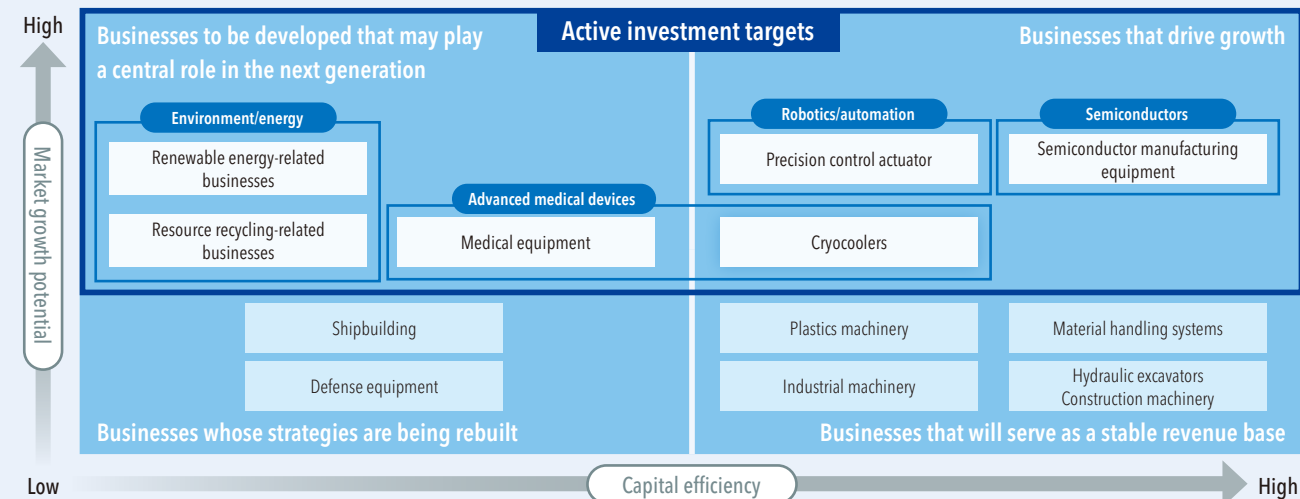 High
Businesses to be developed that may play
a central role in the next generation
Active investment targets
Businesses that drive growth
Environment/energy
Renewable energy-related
businesses
Resource recycling-related
businesses
Advanced medical devices
Medical equipment
Robotics/automation
Precision control actuator
Semiconductors
Semiconductor manufacturing
equipment
Cryocoolers
Market growth potential
Shipbuilding
Defense equipment
Plastics machinery
Material handling systems
Industrial machinery
Hydraulic excavators
Construction machinery
Businesses whose strategies are being rebuilt
Businesses that will serve as a stable revenue base
Low
Capital efficiency
High